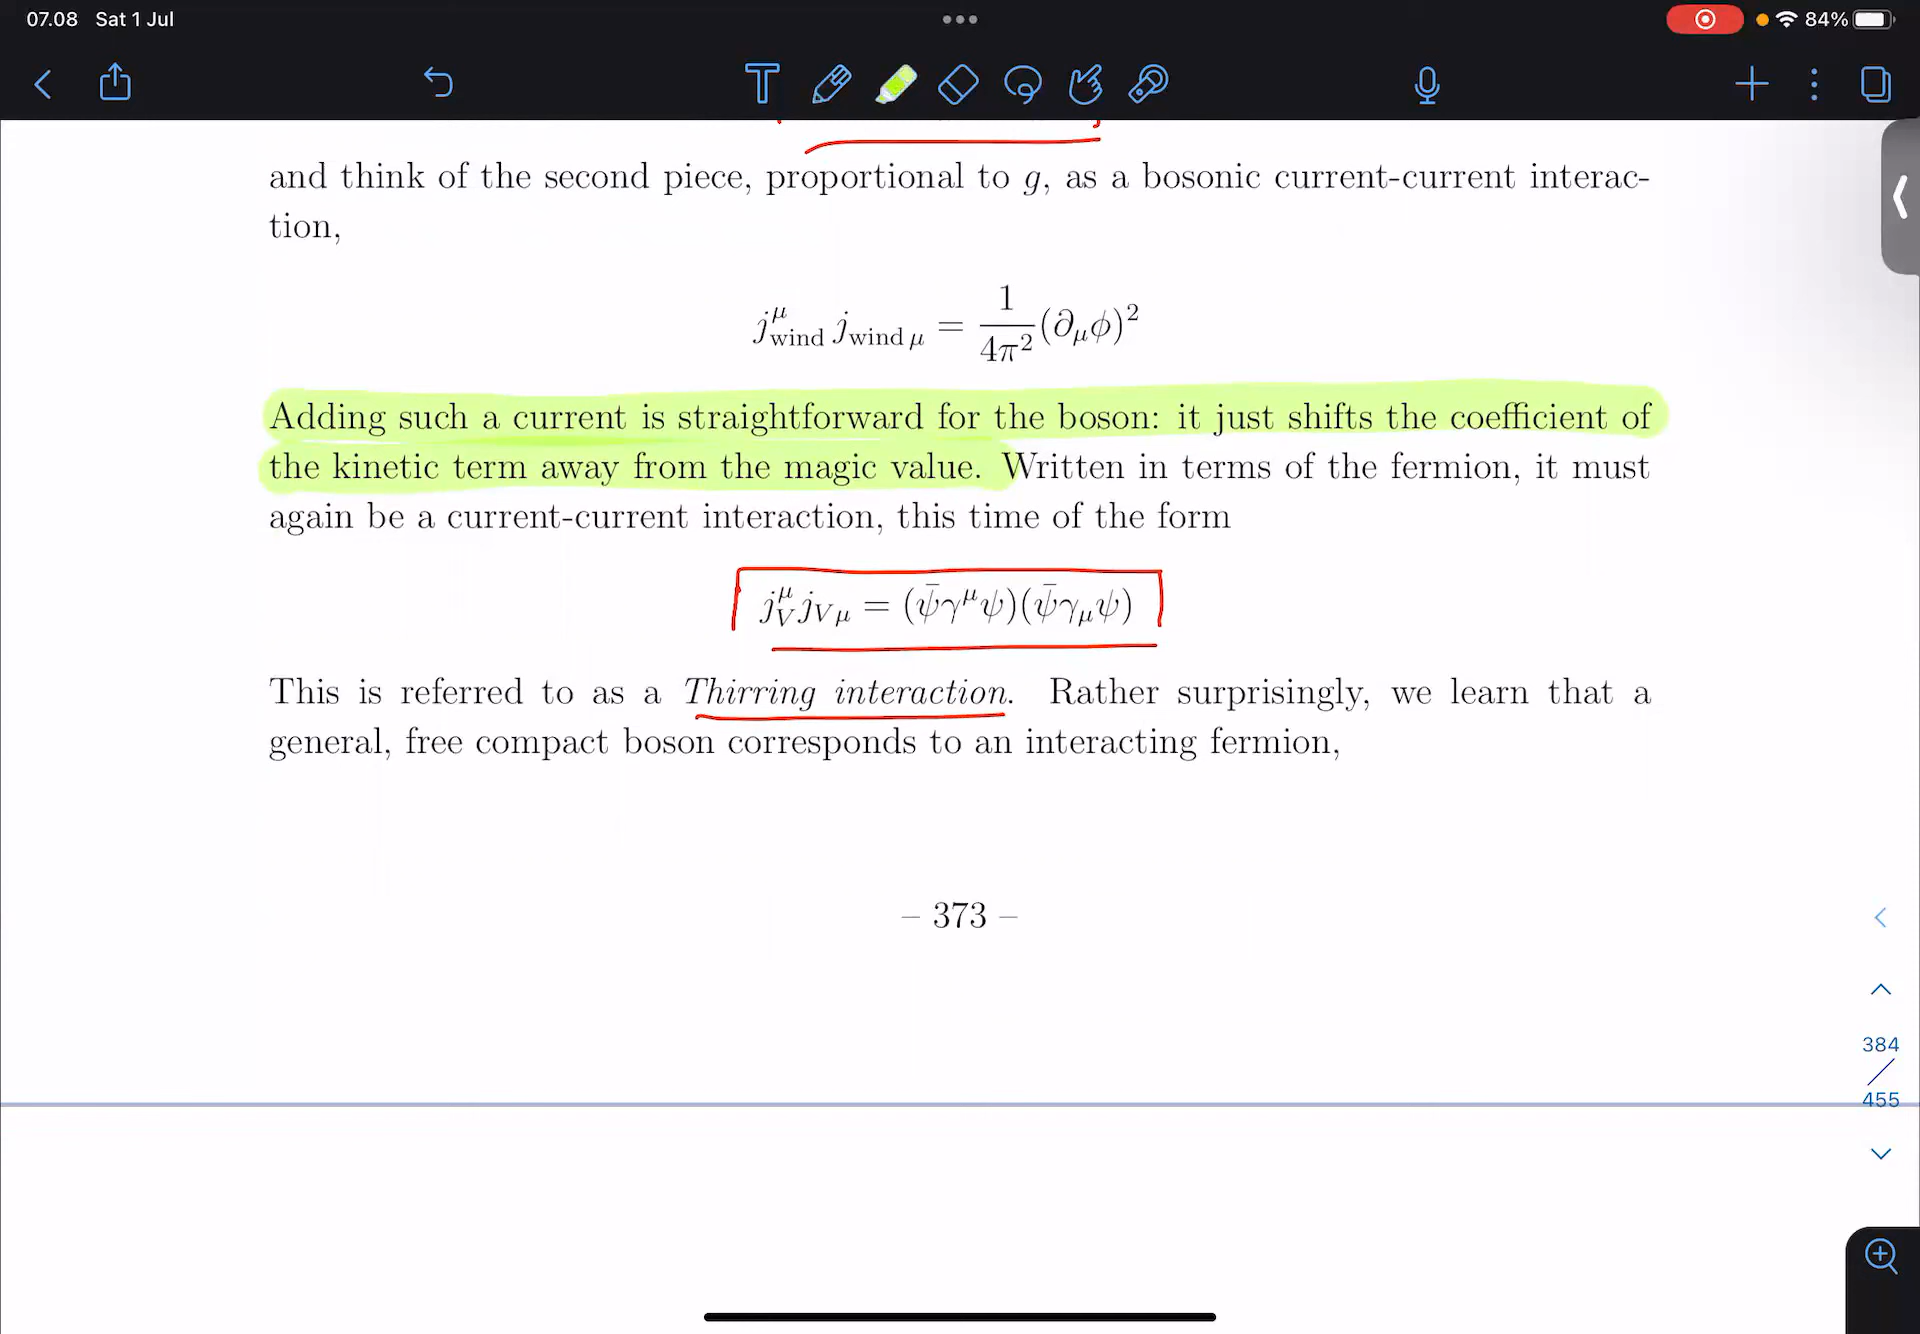 07.08 Sat 1 Jul
84%
and think of the second piece, proportional to g, as a bosonic current-current interac-
tion,
j^μ_wind j_wind μ = 1/4π² (∂_μϕ)²
Adding such a current is straightforward for the boson: it just shifts the coefficient of
the kinetic term away from the magic value. Written in terms of the fermion, it must
again be a current-current interaction, this time of the form
j^μ_V j_V μ = (ψ̄γ^μψ)(ψ̄γ_μψ)
This is referred to as a Thirring interaction. Rather surprisingly, we learn that a
general, free compact boson corresponds to an interacting fermion,
– 373 –
384
/
455